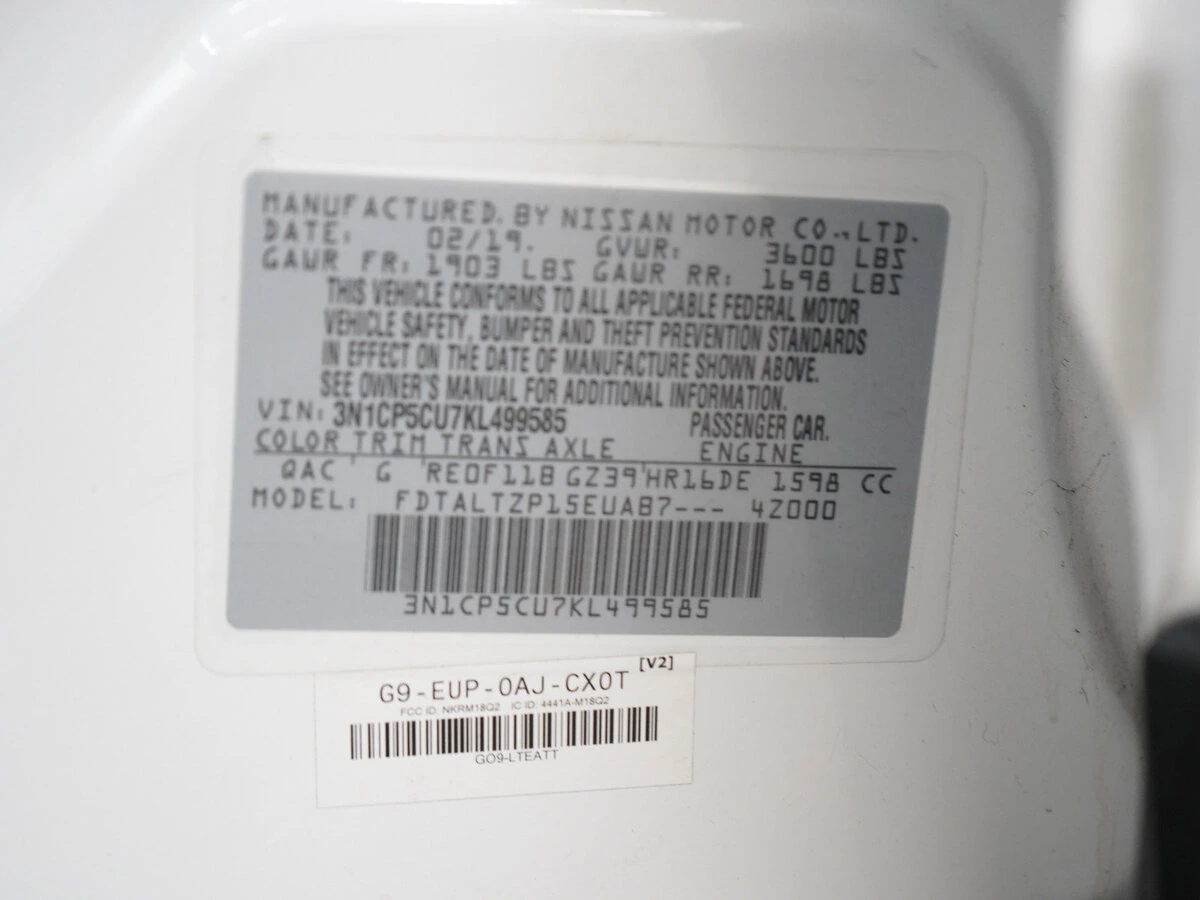 MANUFACTURED. BY NISSAN MOTOR CO.,LTD.
DATE: 02/19. GVWR: 3600 LBS
GAWR FR: 1903 LBS GAWR RR: 1698 LBS
THIS VEHICLE CONFORMS TO ALL APPLICABLE FEDERAL MOTOR
VEHICLE SAFETY, BUMPER AND THEFT PREVENTION STANDARDS
IN EFFECT ON THE DATE OF MANUFACTURE SHOWN ABOVE.
SEE OWNER'S MANUAL FOR ADDITIONAL INFORMATION.
VIN: 3N1CP5CU7KL499585 PASSENGER CAR.
COLOR TRIM TRANS AXLE ENGINE
QAC ' G ' RE0F11B GZ39'HR16DE 1598 CC
MODEL: FDTALTZP15EUAB7--- 4Z000
3N1CP5CU7KL499585
G9-EUP-0AJ-CX0T [V2]
FCC ID: NKRM18Q2 IC ID: 4441A-M18Q2
GO9-LTEATT